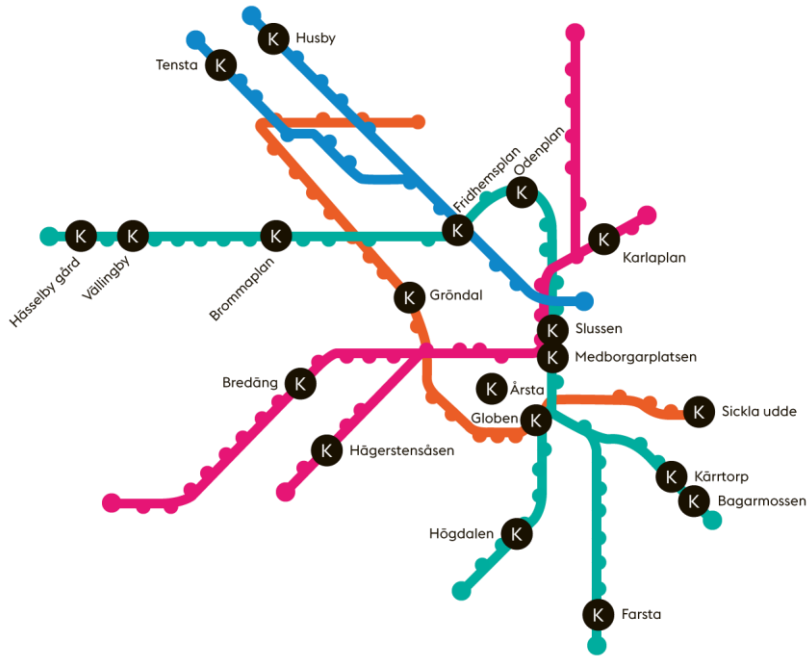 K Husby
Tensta K
Fridhemsplan
Odenplan
K
K
K
K
K
K Karlaplan
Hässelby gård
Vällingby
Brommaplan
K Gröndal
K Slussen
K Medborgarplatsen
Bredäng K
K Årsta
Globen K
K Sickla udde
K Hägerstensåsen
K Kärrtorp
K Bagarmossen
Högdalen K
K Farsta